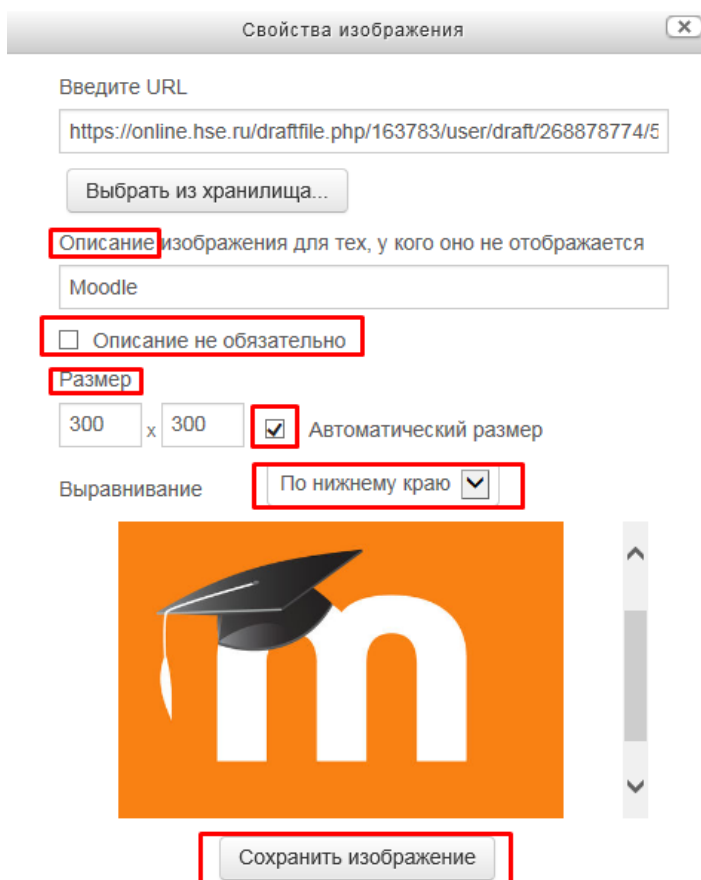 Свойства изображения
Введите URL
https://online.hse.ru/draftfile.php/163783/user/draft/268878774/5
Выбрать из хранилища...
Описание изображения для тех, у кого оно не отображается
Moodle
Описание не обязательно
Размер
300 x 300 Автоматический размер
Выравнивание По нижнему краю
m
Сохранить изображение